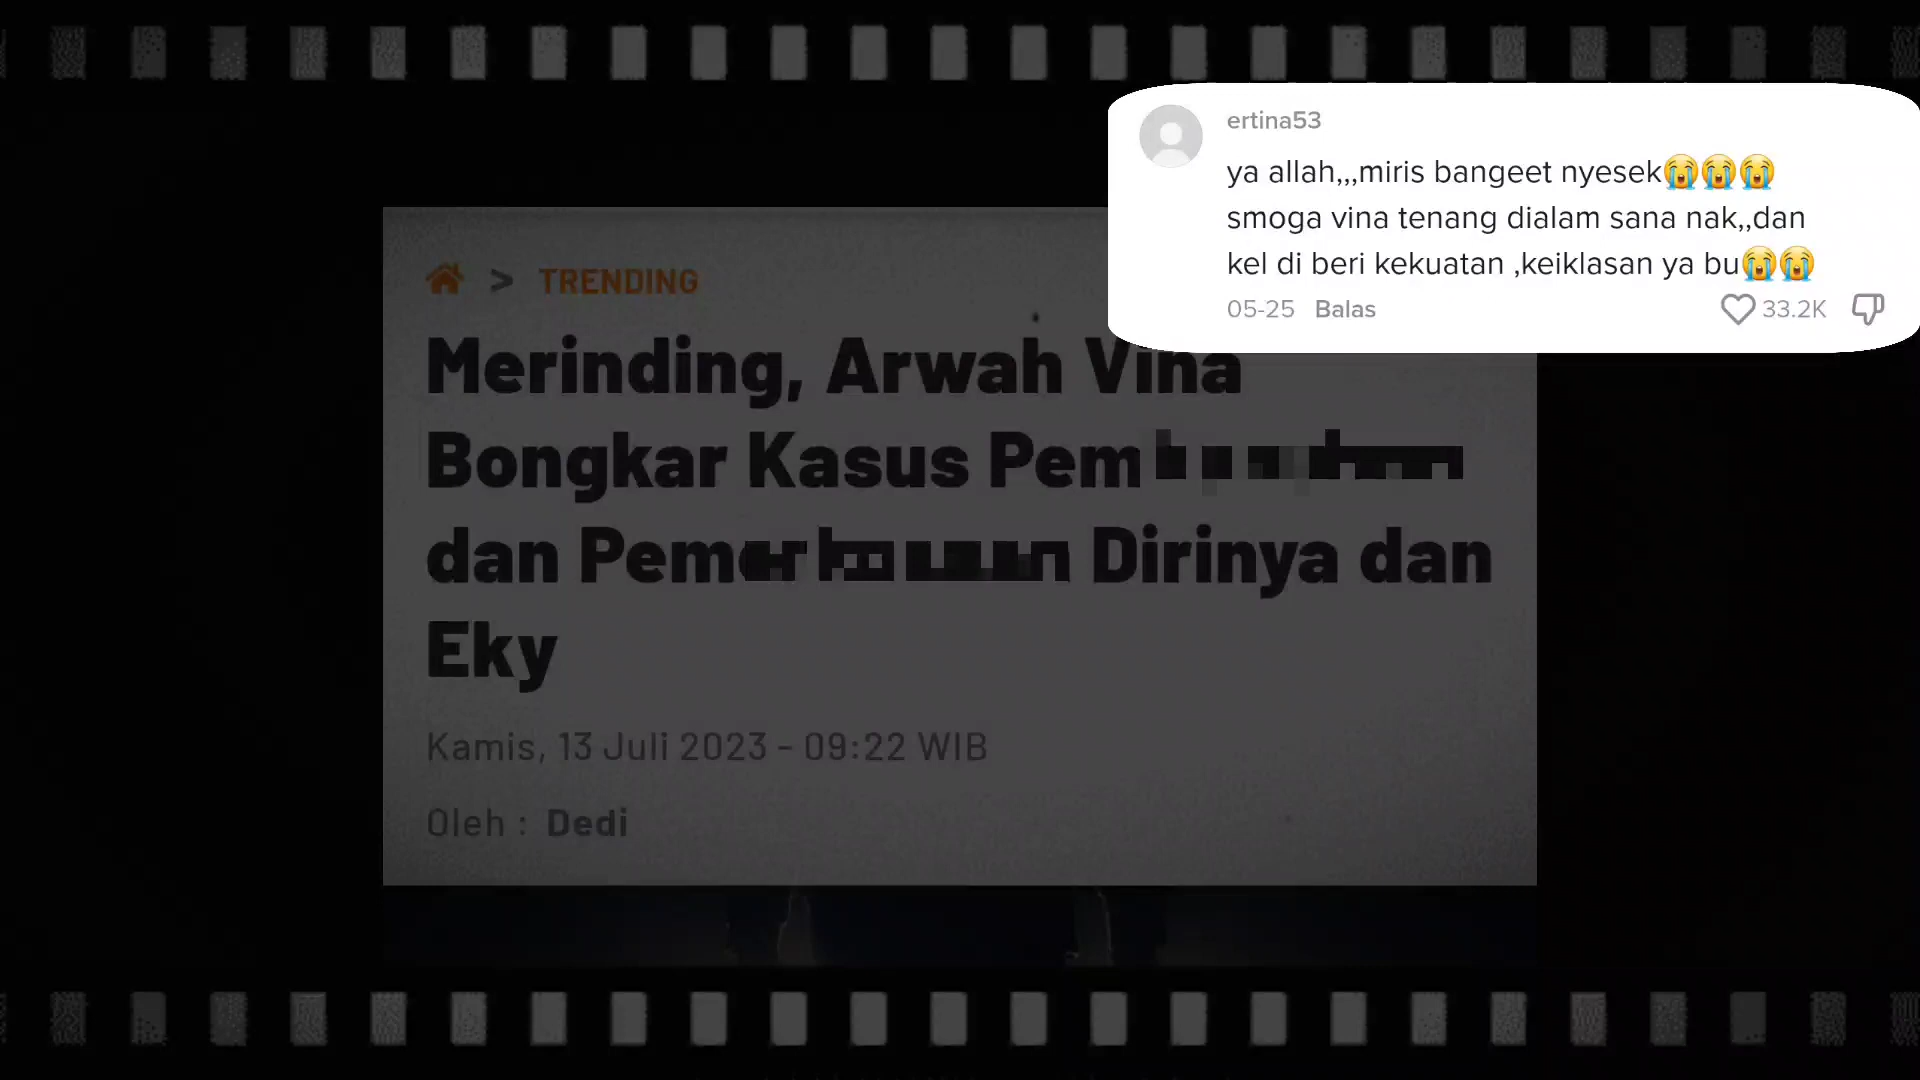 > TRENDING
Merinding, Arwah Vina
Bongkar Kasus Pem
dan Pem Dirinya dan
Eky
Kamis, 13 Juli 2023 - 09:22 WIB
Oleh : Dedi
ertina53
ya allah,,,miris bangeet nyesek😭😭😭
smoga vina tenang dialam sana nak,,dan
kel di beri kekuatan ,keiklasan ya bu😭😭
05-25 Balas 33.2K